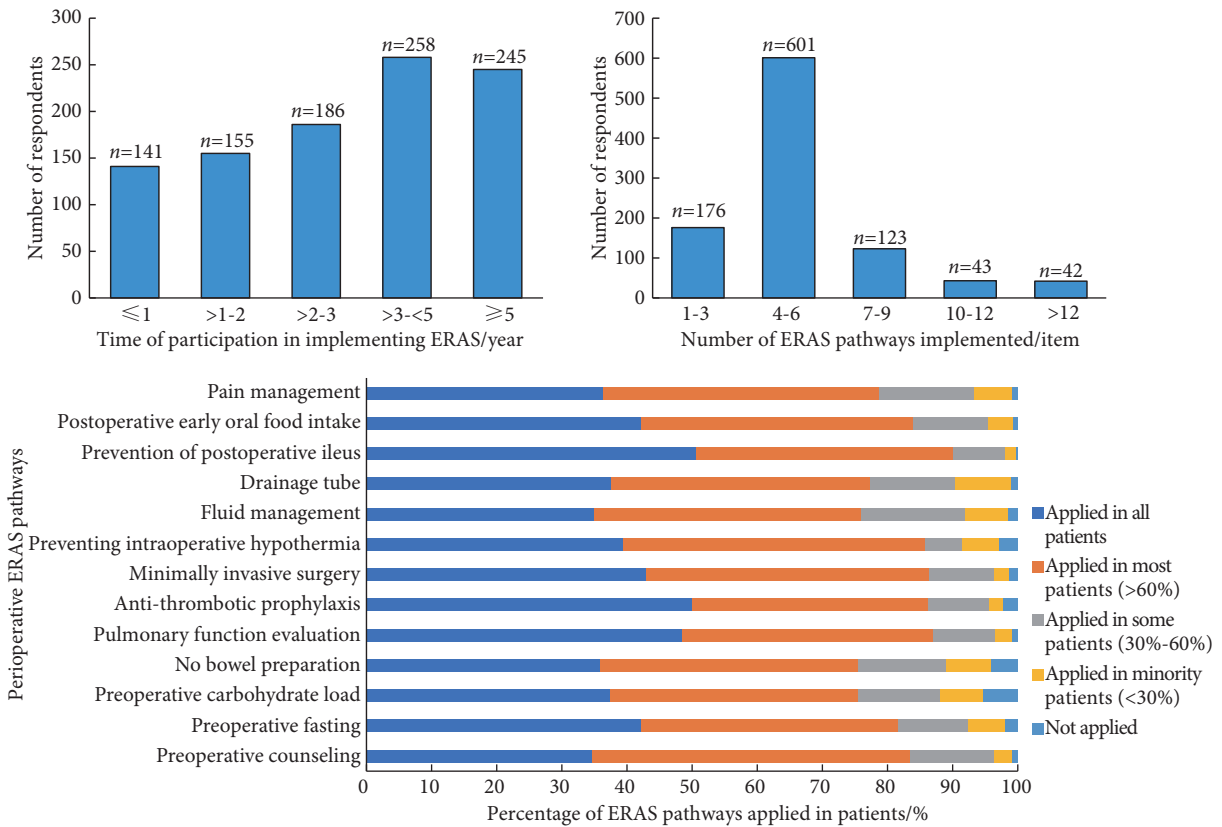 300
250
200
150
100
50
0
Number of respondents
n=141
n=155
n=186
n=258
n=245
⩽1
>1-2
>2-3
>3-<5
⩾5
Time of participation in implementing ERAS/year
700
600
500
400
300
200
100
0
Number of respondents
n=176
n=601
n=123
n=43
n=42
1-3
4-6
7-9
10-12
>12
Number of ERAS pathways implemented/item
Perioperative ERAS pathways
Pain management
Postoperative early oral food intake
Prevention of postoperative ileus
Drainage tube
Fluid management
Preventing intraoperative hypothermia
Minimally invasive surgery
Anti-thrombotic prophylaxis
Pulmonary function evaluation
No bowel preparation
Preoperative carbohydrate load
Preoperative fasting
Preoperative counseling
0
10
20
30
40
50
60
70
80
90
100
Percentage of ERAS pathways applied in patients/%
Applied in all
patients
Applied in most
patients (>60%)
Applied in some
patients (30%-60%)
Applied in minority
patients (<30%)
Not applied